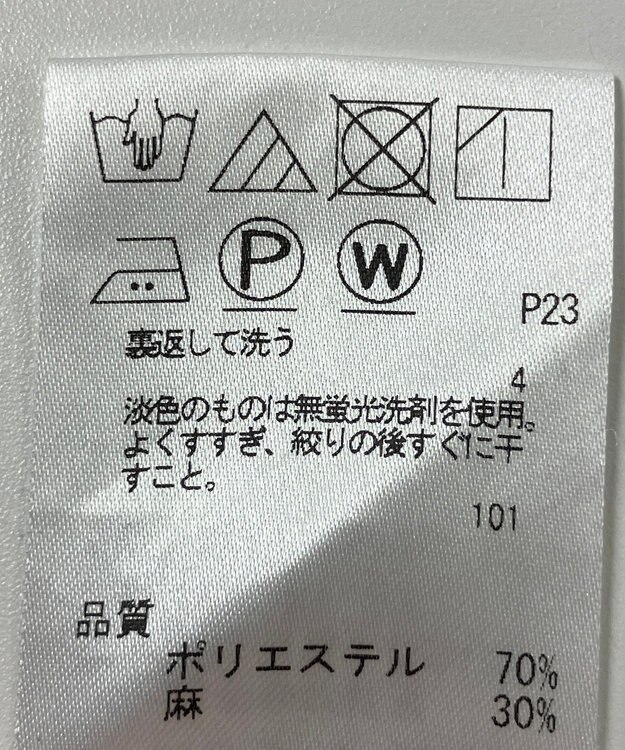 P W
P23
裏返して洗う
4
淡色のものは無蛍光洗剤を使用。
よくすすぎ、絞りの後すぐに干
すこと。
101
品質
ポリエステル 70%
麻 30%